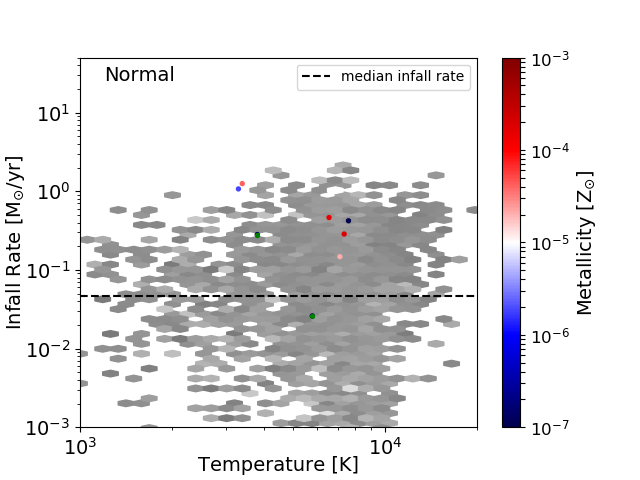 Normal
median infall rate
10¹
10⁰
10⁻¹
10⁻²
10⁻³
Infall Rate [M⊙/yr]
10³
10⁴
Temperature [K]
10⁻³
10⁻⁴
10⁻⁵
10⁻⁶
10⁻⁷
Metallicity [Z⊙]